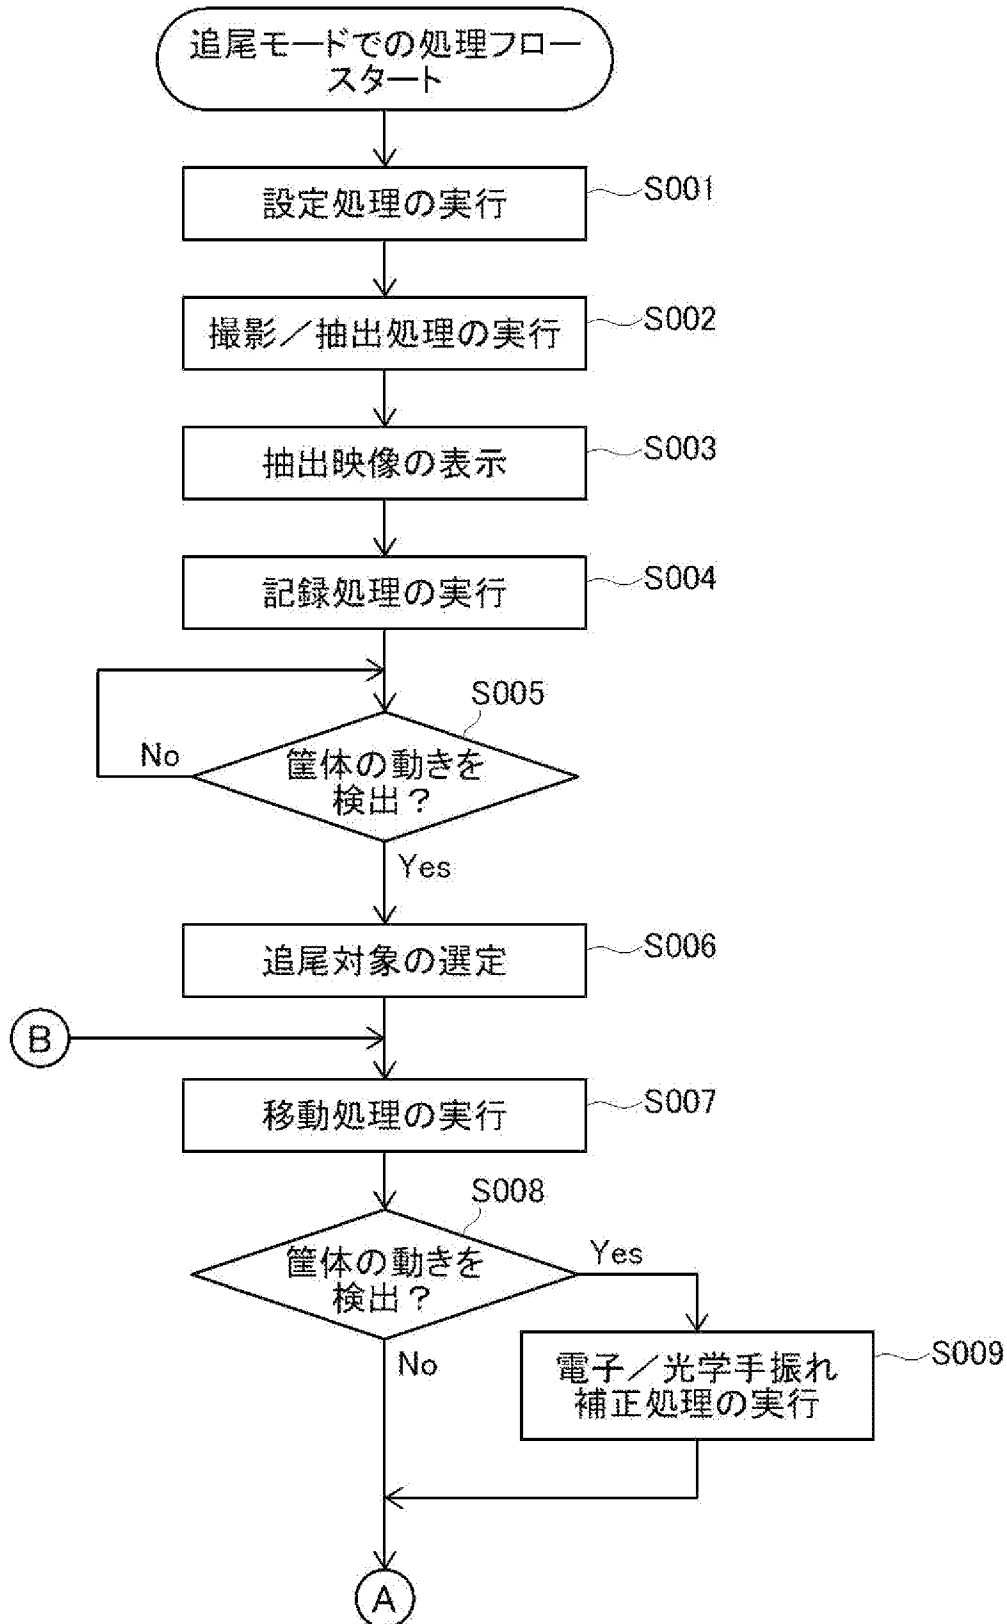 追尾モードでの処理フロー
スタート
設定処理の実行
S001
撮影／抽出処理の実行
S002
抽出映像の表示
S003
記録処理の実行
S004
S005
No
筐体の動きを
検出？
Yes
追尾対象の選定
S006
B
移動処理の実行
S007
S008
筐体の動きを
検出？
Yes
No
電子／光学手振れ
補正処理の実行
S009
A